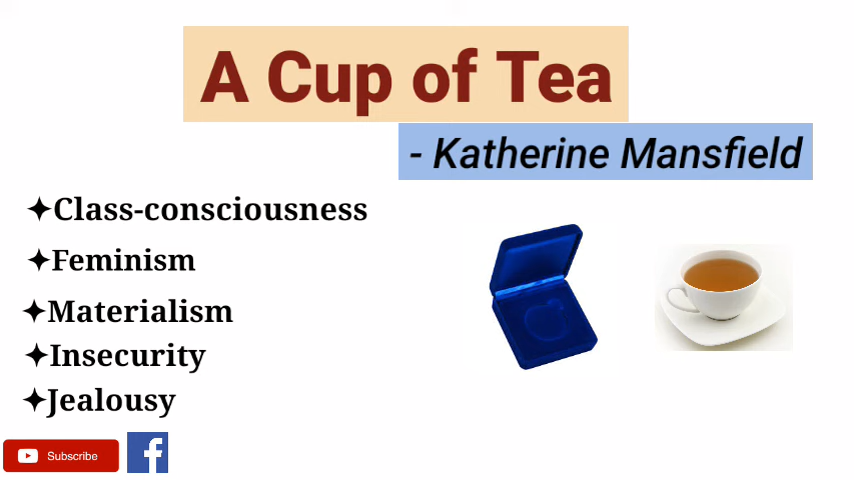 A Cup of Tea
- Katherine Mansfield
✦Class-consciousness
✦Feminism
✦Materialism
✦Insecurity
✦Jealousy
Subscribe